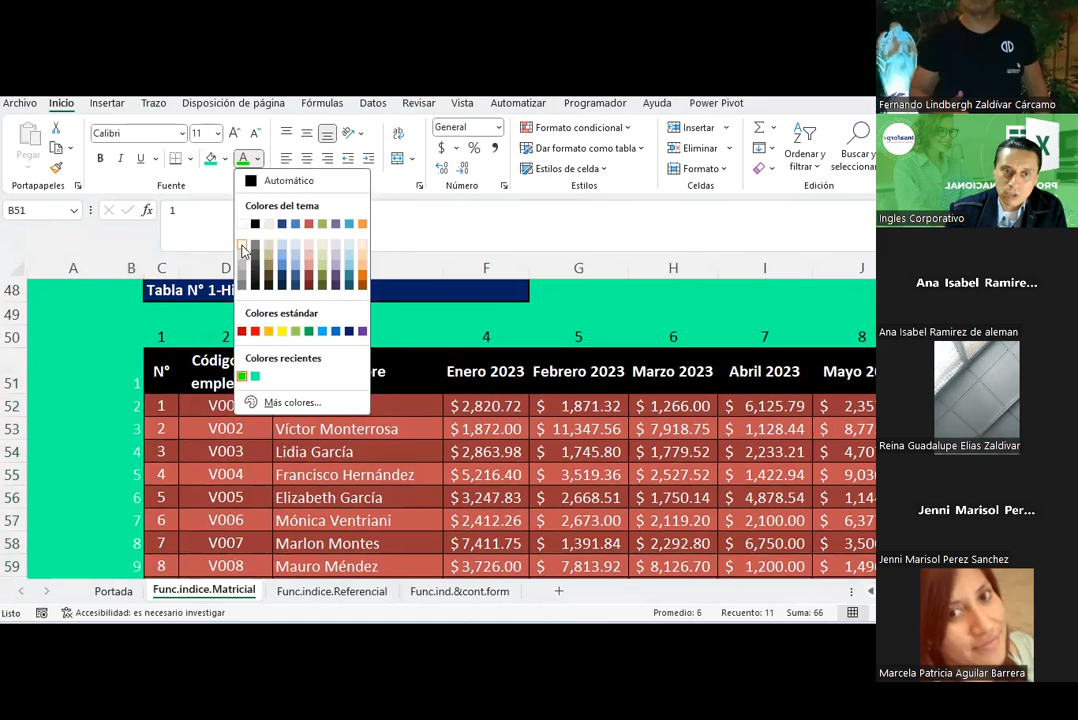 Archivo Inicio Insertar Trazo Disposición de página Fórmulas Datos Revisar Vista Automatizar Programador Ayuda Power Pivot
Pegar
Portapapeles
Calibri 11
N K S
Fuente
Automático
Colores del tema
Colores estándar
Colores recientes
Más colores...
General
$ % 000
Número
Formato condicional
Dar formato como tabla
Estilos de celda
Estilos
Insertar
Eliminar
Formato
Celdas
Ordenar y filtrar
Buscar y seleccionar
Edición
B51 fx 1
A B C D F G H I J
48 Tabla N° 1-Hi
49
50 1 2 4 5 6 7 8
51 1 N° Código Enero 2023 Febrero 2023 Marzo 2023 Abril 2023 Mayo 20
52 2 1 V00 $ 2,820.72 $ 1,871.32 $ 1,266.00 $ 6,125.79 $ 2,35
53 3 2 V002 Víctor Monterrosa $ 1,872.00 $ 11,347.56 $ 7,918.75 $ 1,128.44 $ 8,77
54 4 3 V003 Lidia García $ 2,863.98 $ 1,745.80 $ 1,779.52 $ 2,233.21 $ 4,70
55 5 4 V004 Francisco Hernández $ 5,216.40 $ 3,519.36 $ 2,527.52 $ 1,422.94 $ 9,03
56 6 5 V005 Elizabeth García $ 3,247.83 $ 2,668.51 $ 1,750.14 $ 4,878.54 $ 1,14
57 7 6 V006 Mónica Ventriani $ 2,412.26 $ 2,673.00 $ 2,119.20 $ 2,100.00 $ 6,37
58 8 7 V007 Marlon Montes $ 7,411.75 $ 1,391.84 $ 2,292.80 $ 6,750.00 $ 3,50
59 9 8 V008 Mauro Méndez $ 3,726.00 $ 7,813.92 $ 8,126.70 $ 1,200.00 $ 1,49
Portada Func.indice.Matricial Func.indice.Referencial Func.ind.&cont.form
Listo Accesibilidad: es necesario investigar Promedio: 6 Recuento: 11 Suma: 66
Fernando Lindbergh Zaldívar Cárcamo
Insaforp
Ingles Corporativo
Ana Isabel Ramire...
Ana Isabel Ramirez de aleman
Reina Guadalupe Elias Zaldivar
Jenni Marisol Per...
Jenni Marisol Perez Sanchez
Marcela Patricia Aguilar Barrera